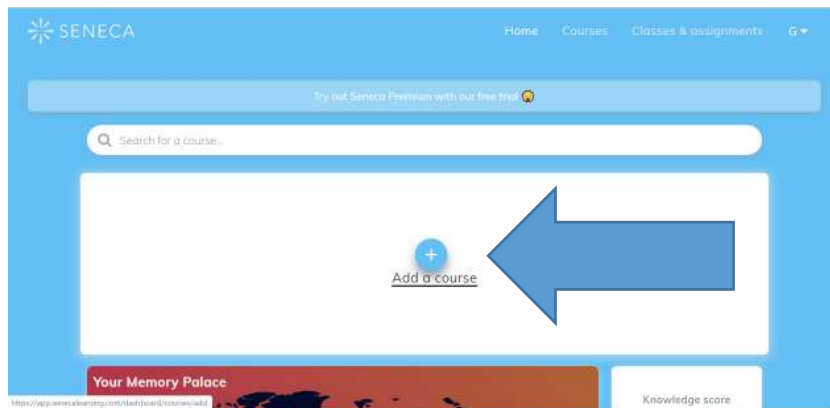 SENECA
Home Courses Classes & assignments G
Try out Seneca Premium with our free trial
Search for a course...
+
Add a course
Your Memory Palace
Knowledge score
https://app.senecalearning.com/dashboard/courses/add